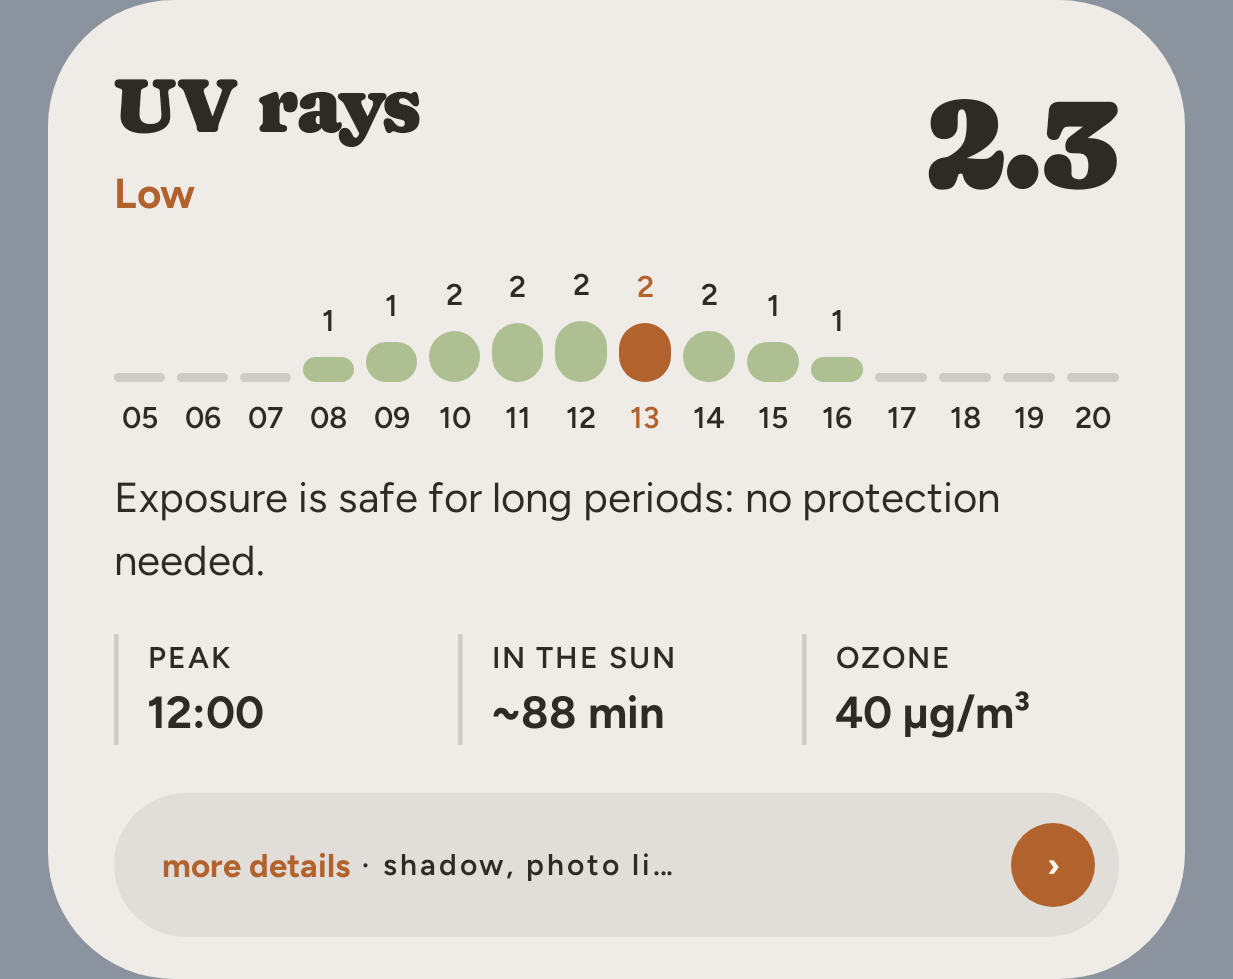 UV rays
2.3
Low
1 1 2 2 2 2 2 1 1
05 06 07 08 09 10 11 12 13 14 15 16 17 18 19 20
Exposure is safe for long periods: no protection
needed.
PEAK IN THE SUN OZONE
12:00 ~88 min 40 µg/m³
more details · shadow, photo li…
›